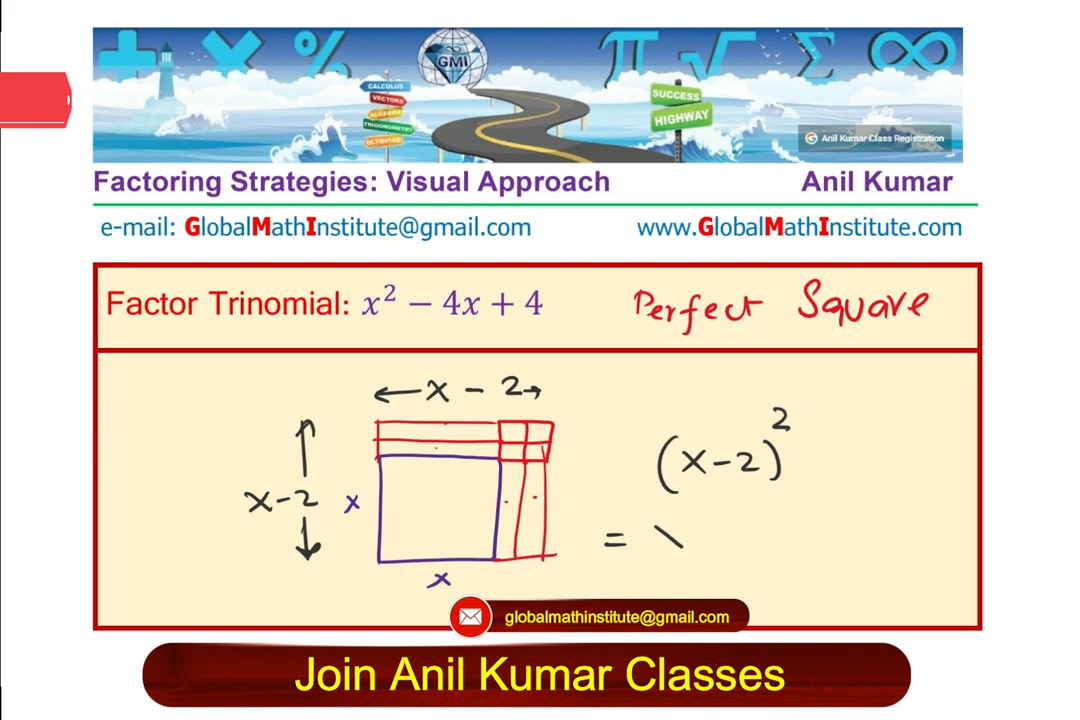 + × % GMI π √ Σ ∞
CALCULUS
VECTORS
ALGEBRA
TRIGONOMETRY
OLYMPIAD
SUCCESS
HIGHWAY
Anil Kumar Class Registration
Factoring Strategies: Visual Approach Anil Kumar
e-mail: GlobalMathInstitute@gmail.com www.GlobalMathInstitute.com
Factor Trinomial: x² − 4x + 4 Perfect Square
←x - 2→
(x-2)²
x-2 x
=
x
globalmathinstitute@gmail.com
Join Anil Kumar Classes